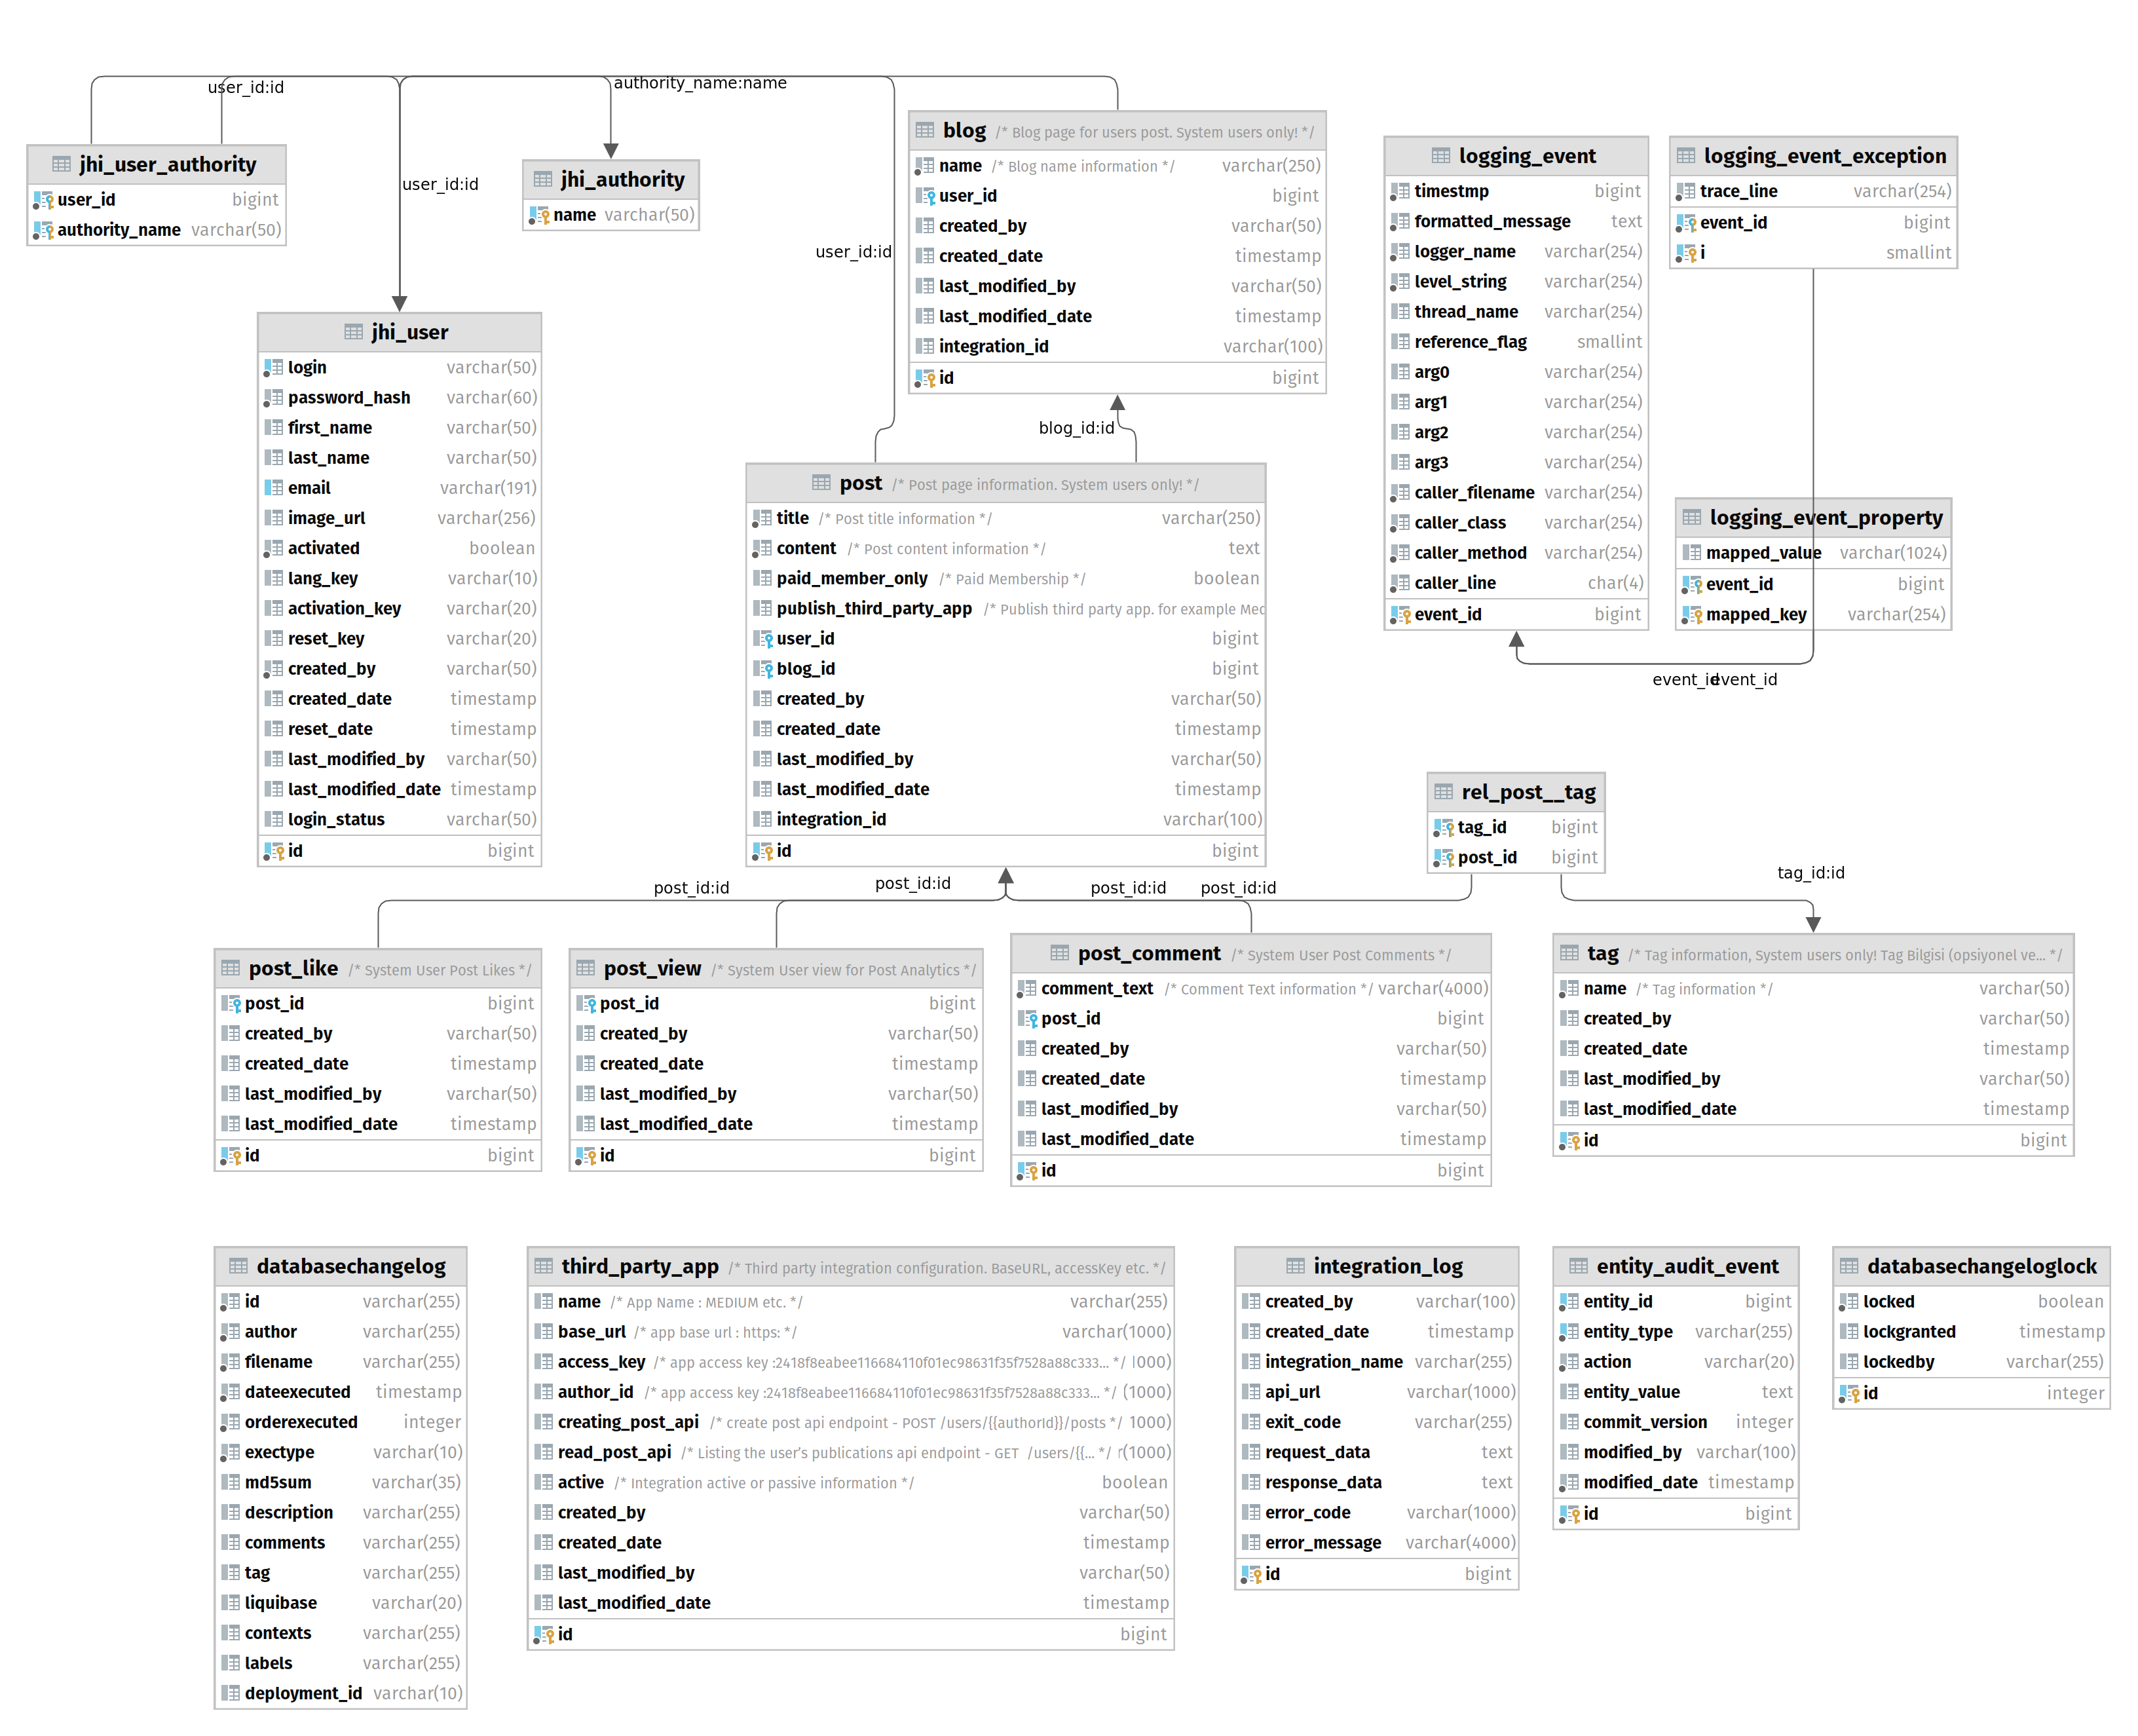 user_id:id
authority_name:name
jhi_user_authority
user_id bigint
authority_name varchar(50)
user_id:id
jhi_authority
name varchar(50)
user_id:id
blog /* Blog page for users post. System users only! */
name /* Blog name information */ varchar(250)
user_id bigint
created_by varchar(50)
created_date timestamp
last_modified_by varchar(50)
last_modified_date timestamp
integration_id varchar(100)
id bigint
logging_event
timestmp bigint
formatted_message text
logger_name varchar(254)
level_string varchar(254)
thread_name varchar(254)
reference_flag smallint
arg0 varchar(254)
arg1 varchar(254)
arg2 varchar(254)
arg3 varchar(254)
caller_filename varchar(254)
caller_class varchar(254)
caller_method varchar(254)
caller_line char(4)
event_id bigint
logging_event_exception
trace_line varchar(254)
event_id bigint
i smallint
logging_event_property
mapped_value varchar(1024)
event_id bigint
mapped_key varchar(254)
event_id
event_id
jhi_user
login varchar(50)
password_hash varchar(60)
first_name varchar(50)
last_name varchar(50)
email varchar(191)
image_url varchar(256)
activated boolean
lang_key varchar(10)
activation_key varchar(20)
reset_key varchar(20)
created_by varchar(50)
created_date timestamp
reset_date timestamp
last_modified_by varchar(50)
last_modified_date timestamp
login_status varchar(50)
id bigint
blog_id:id
post /* Post page information. System users only! */
title /* Post title information */ varchar(250)
content /* Post content information */ text
paid_member_only /* Paid Membership */ boolean
publish_third_party_app /* Publish third party app. for example Med
user_id bigint
blog_id bigint
created_by varchar(50)
created_date timestamp
last_modified_by varchar(50)
last_modified_date timestamp
integration_id varchar(100)
id bigint
rel_post__tag
tag_id bigint
post_id bigint
post_id:id
post_id:id
post_id:id
post_id:id
tag_id:id
post_like /* System User Post Likes */
post_id bigint
created_by varchar(50)
created_date timestamp
last_modified_by varchar(50)
last_modified_date timestamp
id bigint
post_view /* System User view for Post Analytics */
post_id bigint
created_by varchar(50)
created_date timestamp
last_modified_by varchar(50)
last_modified_date timestamp
id bigint
post_comment /* System User Post Comments */
comment_text /* Comment Text information */ varchar(4000)
post_id bigint
created_by varchar(50)
created_date timestamp
last_modified_by varchar(50)
last_modified_date timestamp
id bigint
tag /* Tag information, System users only! Tag Bilgisi (opsiyonel ve... */
name /* Tag information */ varchar(50)
created_by varchar(50)
created_date timestamp
last_modified_by varchar(50)
last_modified_date timestamp
id bigint
databasechangelog
id varchar(255)
author varchar(255)
filename varchar(255)
dateexecuted timestamp
orderexecuted integer
exectype varchar(10)
md5sum varchar(35)
description varchar(255)
comments varchar(255)
tag varchar(255)
liquibase varchar(20)
contexts varchar(255)
labels varchar(255)
deployment_id varchar(10)
third_party_app /* Third party integration configuration. BaseURL, accessKey etc. */
name /* App Name : MEDIUM etc. */ varchar(255)
base_url /* app base url : https: */ varchar(1000)
access_key /* app access key :2418f8eabee116684110f01ec98631f35f7528a88c333... */ 000)
author_id /* app access key :2418f8eabee116684110f01ec98631f35f7528a88c333... */ (1000)
creating_post_api /* create post api endpoint - POST /users/{{authorId}}/posts */ 1000)
read_post_api /* Listing the user's publications api endpoint - GET /users/{{... */ r(1000)
active /* Integration active or passive information */ boolean
created_by varchar(50)
created_date timestamp
last_modified_by varchar(50)
last_modified_date timestamp
id bigint
integration_log
created_by varchar(100)
created_date timestamp
integration_name varchar(255)
api_url varchar(1000)
exit_code varchar(255)
request_data text
response_data text
error_code varchar(1000)
error_message varchar(4000)
id bigint
entity_audit_event
entity_id bigint
entity_type varchar(255)
action varchar(20)
entity_value text
commit_version integer
modified_by varchar(100)
modified_date timestamp
id bigint
databasechangeloglock
locked boolean
lockgranted timestamp
lockedby varchar(255)
id integer